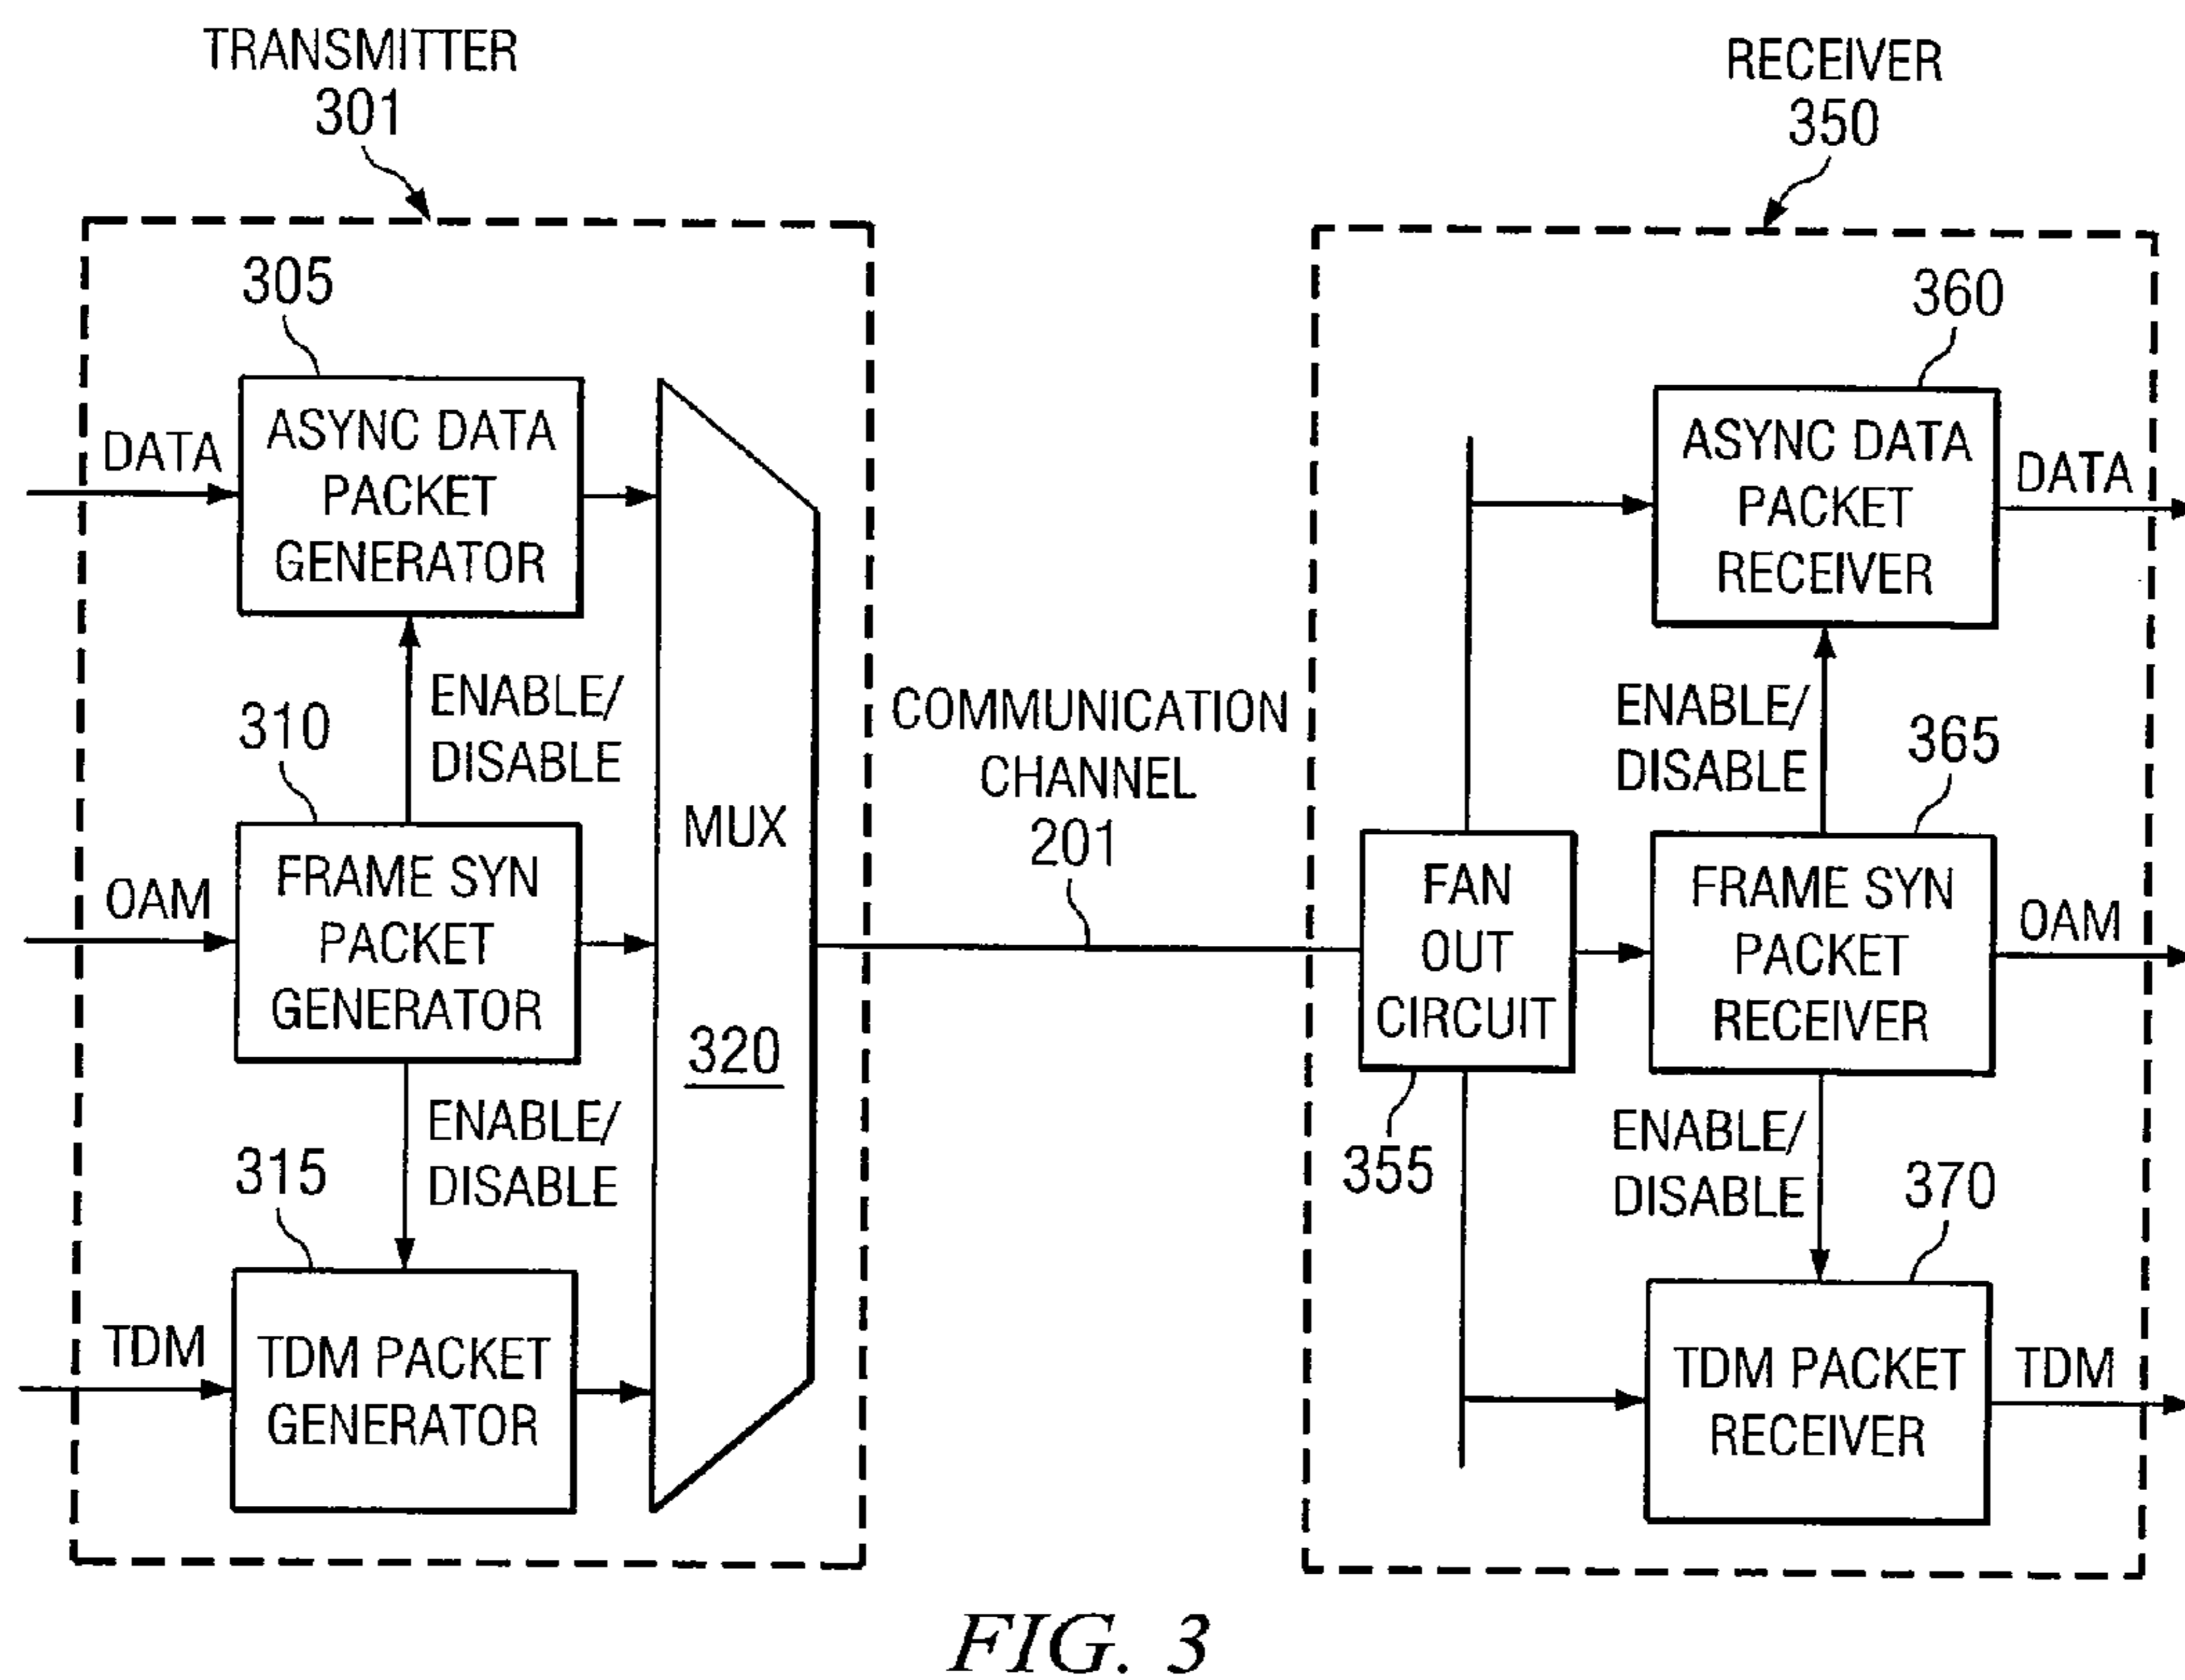 TRANSMITTER
301
RECEIVER
350
305
DATA
ASYNC DATA
PACKET
GENERATOR
ENABLE/
DISABLE
310
OAM
FRAME SYN
PACKET
GENERATOR
ENABLE/
DISABLE
315
TDM
TDM PACKET
GENERATOR
MUX
320
COMMUNICATION
CHANNEL
201
FAN
OUT
CIRCUIT
355
360
ASYNC DATA
PACKET
RECEIVER
DATA
ENABLE/
DISABLE
365
FRAME SYN
PACKET
RECEIVER
OAM
ENABLE/
DISABLE
370
TDM PACKET
RECEIVER
TDM
FIG. 3